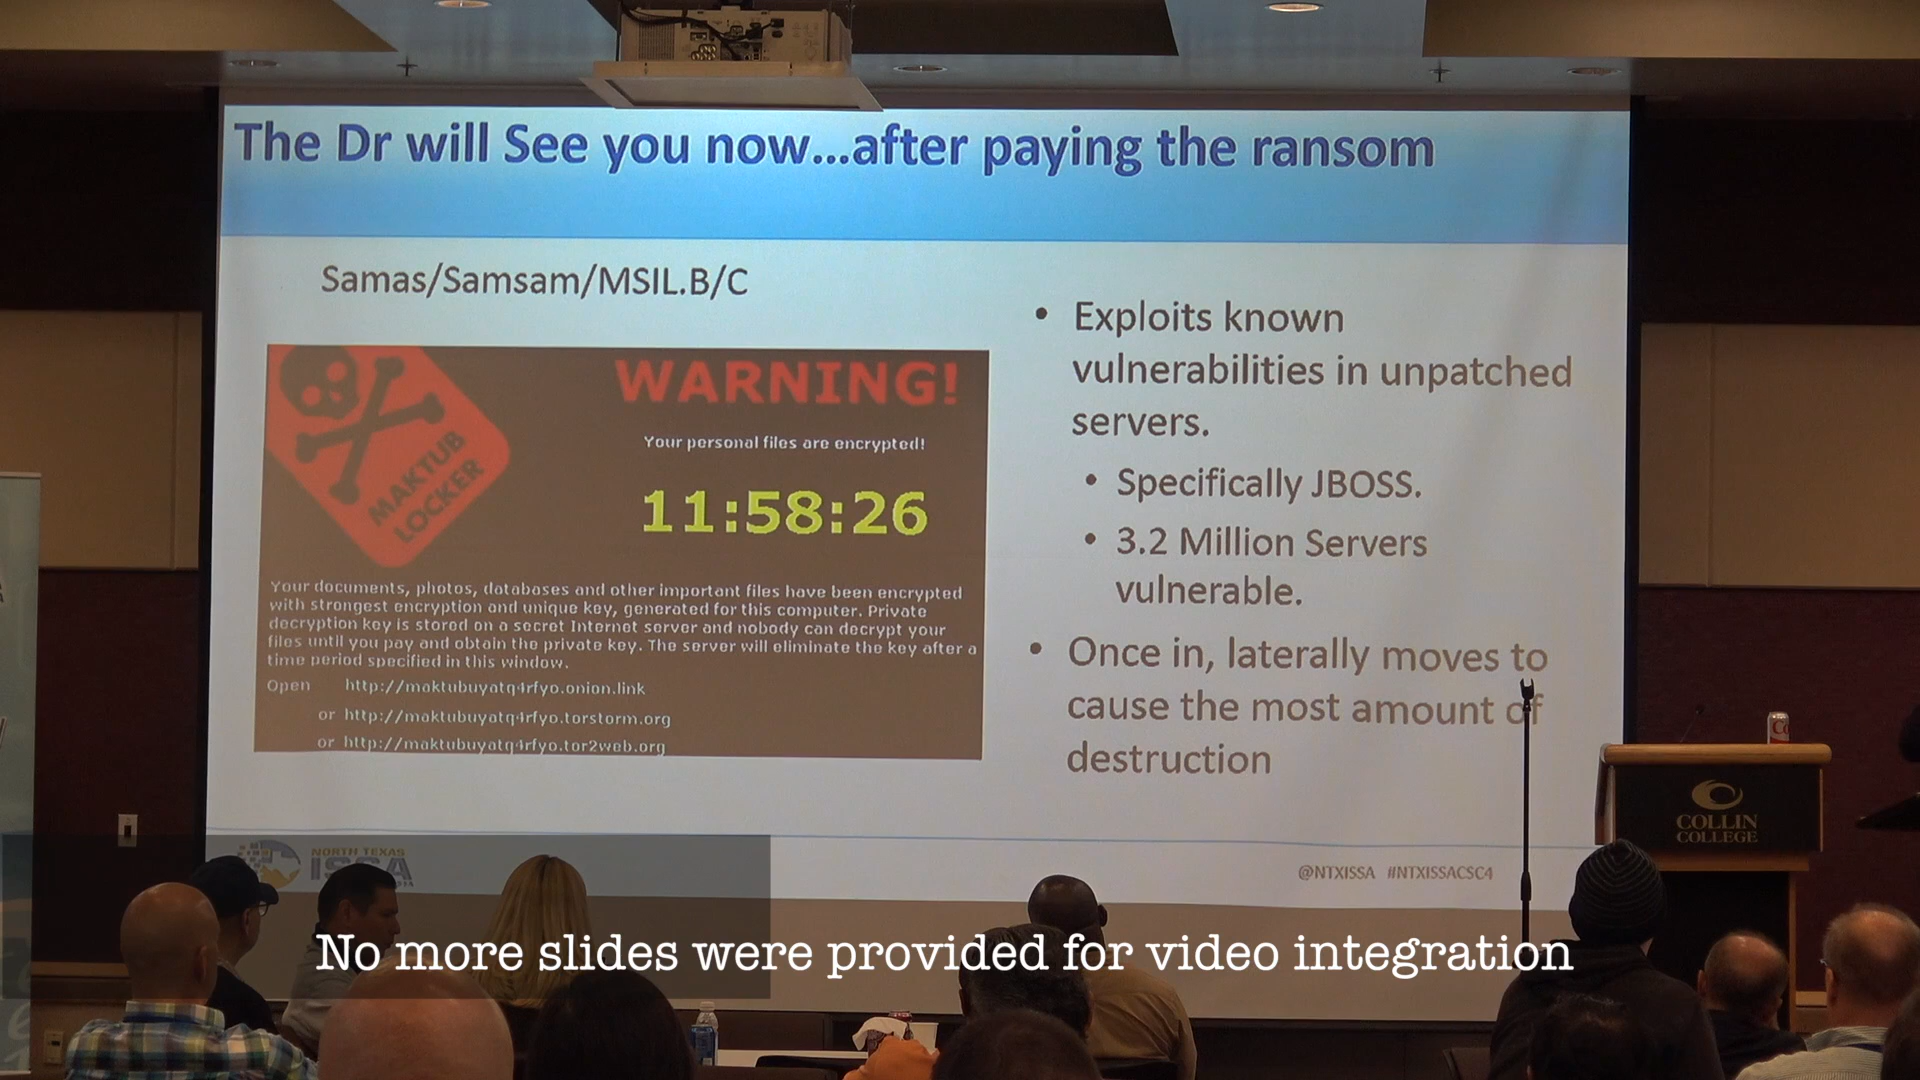 The Dr will See you now...after paying the ransom
Samas/Samsam/MSIL.B/C
MAKTUB
LOCKER
WARNING!
Your personal files are encrypted!
11:58:26
Your documents, photos, databases and other important files have been encrypted
with strongest encryption and unique key, generated for this computer. Private
decryption key is stored on a secret Internet server and nobody can decrypt your
files until you pay and obtain the private key. The server will eliminate the key after a
time period specified in this window.
Open http://maktubuyatq4rfyo.onion.link
or http://maktubuyatq4rfyo.torstorm.org
or http://maktubuyatq4rfyo.tor2web.org
• Exploits known
vulnerabilities in unpatched
servers.
• Specifically JBOSS.
• 3.2 Million Servers
vulnerable.
• Once in, laterally moves to
cause the most amount of
destruction
NORTH TEXAS
ISSA
@NTXISSA #NTXISSACSC4
COLLIN
COLLEGE
No more slides were provided for video integration